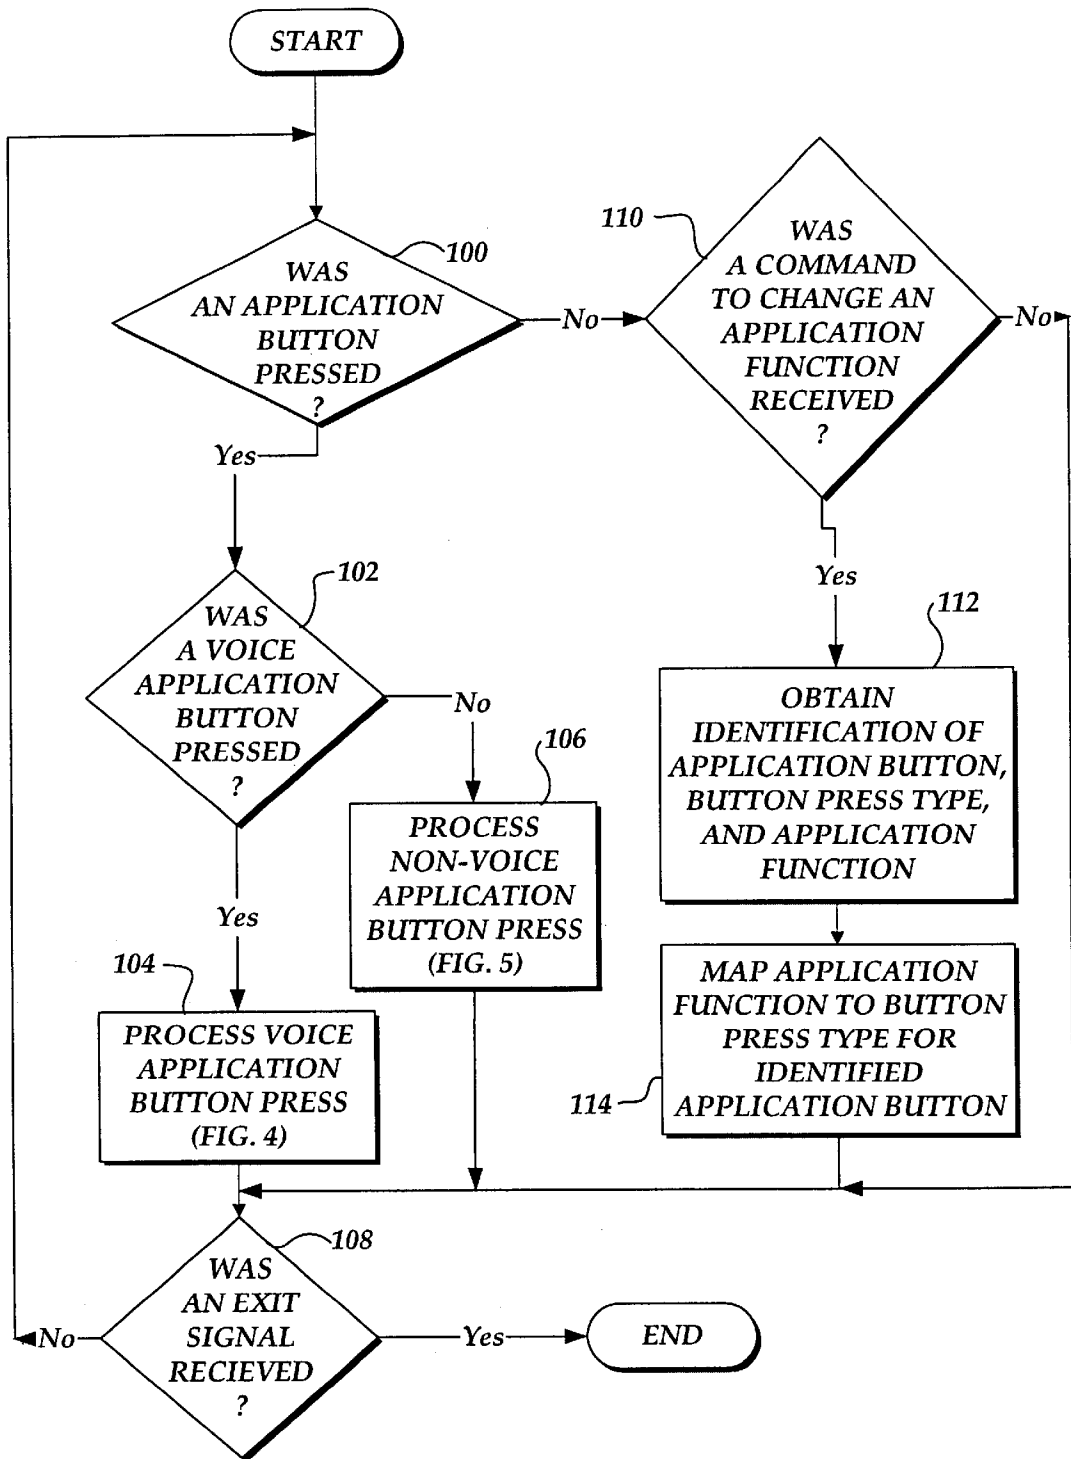 START
100
WAS
AN APPLICATION
BUTTON
PRESSED
?
No
110
WAS
A COMMAND
TO CHANGE AN
APPLICATION
FUNCTION
RECEIVED
?
No
Yes
Yes
102
WAS
A VOICE
APPLICATION
BUTTON
PRESSED
?
No
Yes
106
PROCESS
NON-VOICE
APPLICATION
BUTTON PRESS
(FIG. 5)
112
OBTAIN
IDENTIFICATION OF
APPLICATION BUTTON,
BUTTON PRESS TYPE,
AND APPLICATION
FUNCTION
104
PROCESS VOICE
APPLICATION
BUTTON PRESS
(FIG. 4)
MAP APPLICATION
FUNCTION TO BUTTON
PRESS TYPE FOR
IDENTIFIED
APPLICATION BUTTON
114
108
WAS
AN EXIT
SIGNAL
RECIEVED
?
No
Yes
END